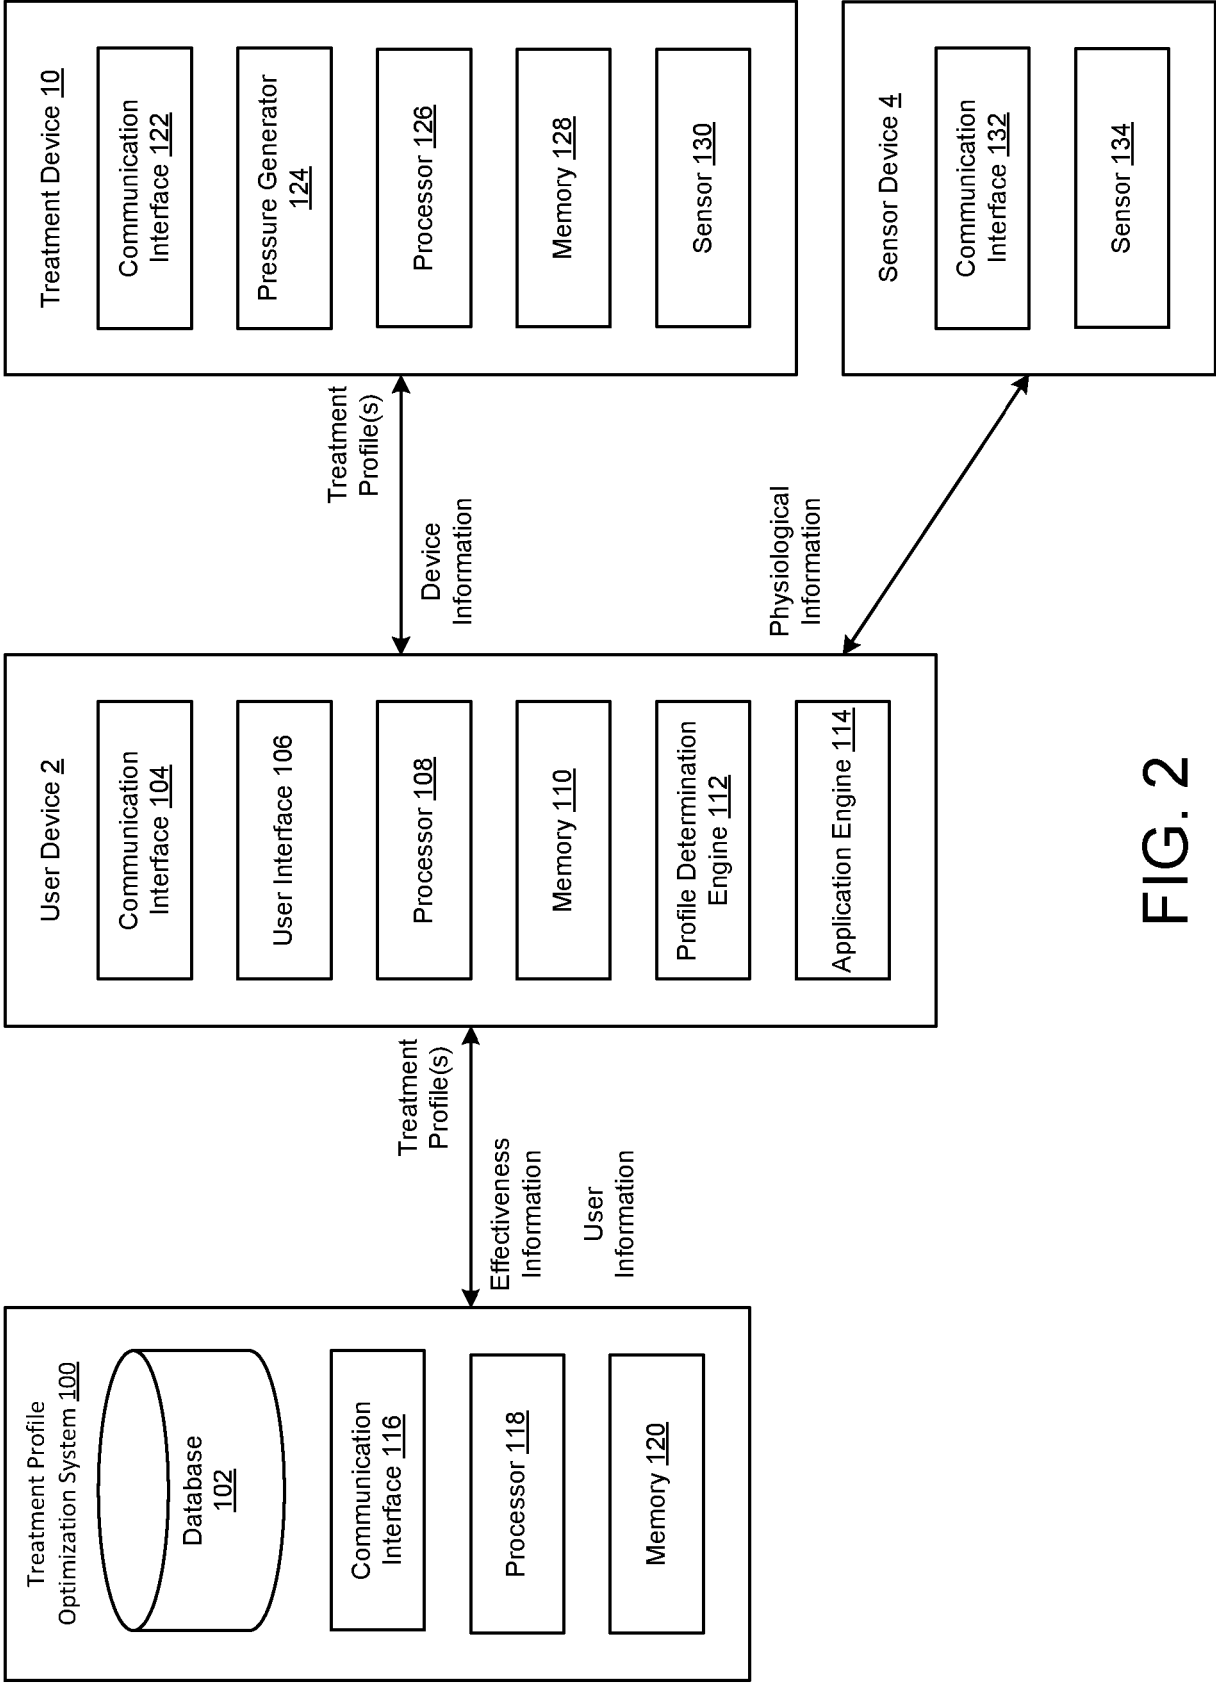 Treatment Profile
Optimization System 100
Database
102
Communication
Interface 116
Processor 118
Memory 120
Treatment
Profile(s)
Effectiveness
Information
User
Information
User Device 2
Communication
Interface 104
User Interface 106
Processor 108
Memory 110
Profile Determination
Engine 112
Application Engine 114
Treatment
Profile(s)
Device
Information
Physiological
Information
Treatment Device 10
Communication
Interface 122
Pressure Generator
124
Processor 126
Memory 128
Sensor 130
Sensor Device 4
Communication
Interface 132
Sensor 134
FIG. 2